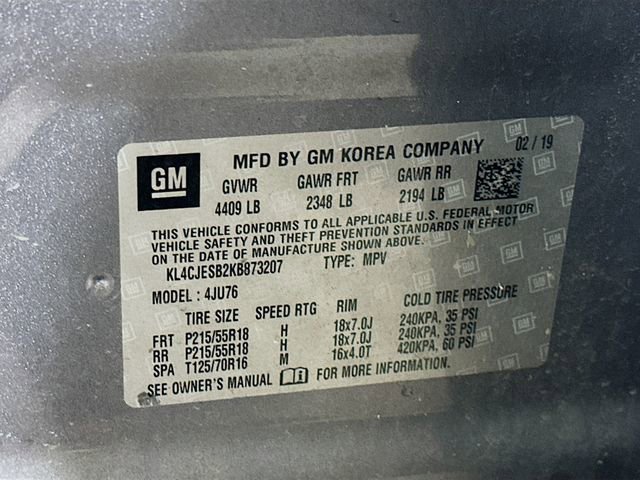 GM MFD BY GM KOREA COMPANY 02 / 19
GVWR GAWR FRT GAWR RR
4409 LB 2348 LB 2194 LB
THIS VEHICLE CONFORMS TO ALL APPLICABLE U.S. FEDERAL MOTOR
VEHICLE SAFETY AND THEFT PREVENTION STANDARDS IN EFFECT
ON THE DATE OF MANUFACTURE SHOWN ABOVE.
KL4CJESB2KB873207 TYPE: MPV
MODEL : 4JU76
TIRE SIZE SPEED RTG RIM COLD TIRE PRESSURE
FRT P215/55R18 H 18x7.0J 240KPA, 35 PSI
RR P215/55R18 H 18x7.0J 240KPA, 35 PSI
SPA T125/70R16 M 16x4.0T 420KPA, 60 PSI
SEE OWNER'S MANUAL FOR MORE INFORMATION.